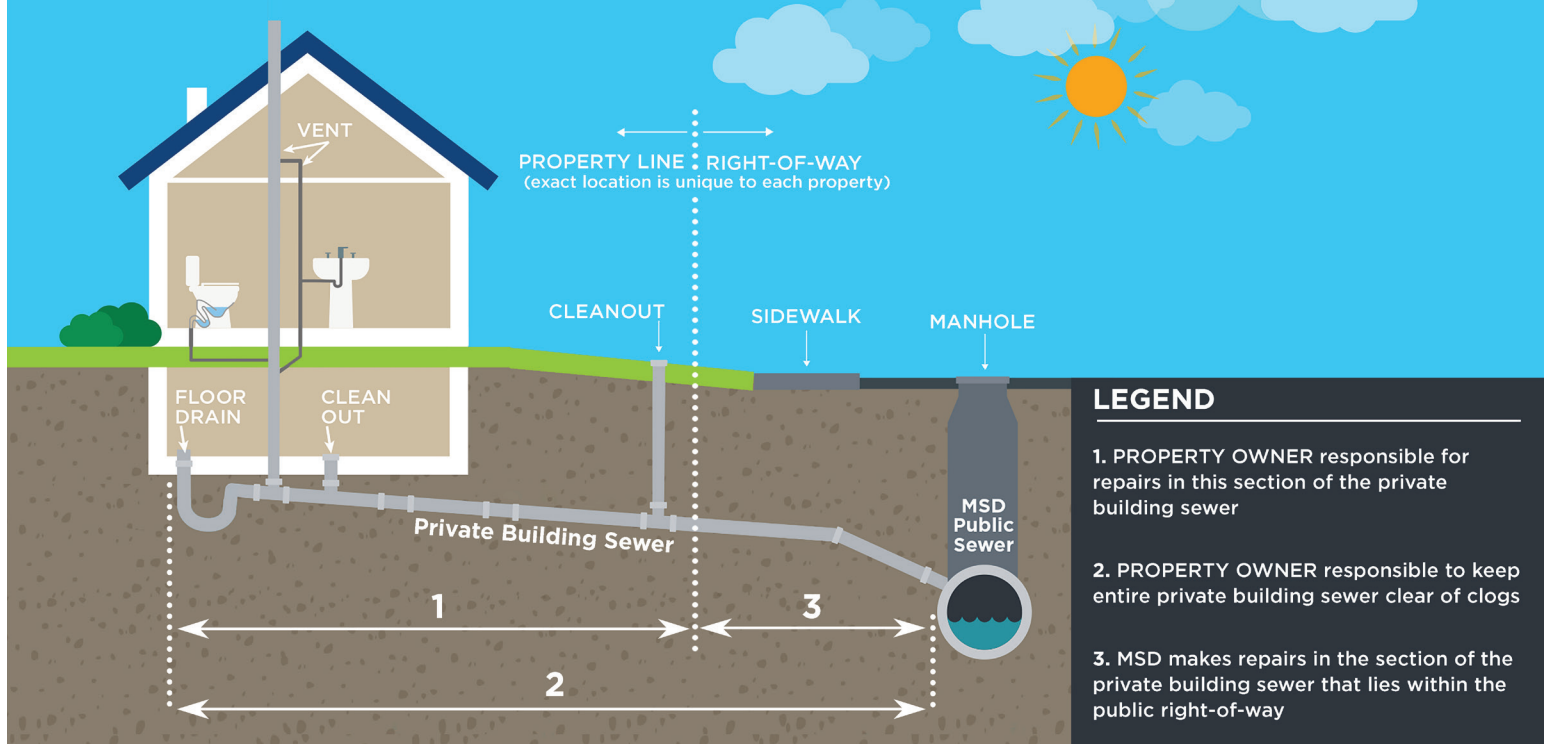 VENT
PROPERTY LINE
RIGHT-OF-WAY
(exact location is unique to each property)
CLEANOUT
SIDEWALK
MANHOLE
FLOOR
DRAIN
CLEAN
OUT
Private Building Sewer
MSD
Public
Sewer
1
3
2
LEGEND
1. PROPERTY OWNER responsible for
repairs in this section of the private
building sewer
2. PROPERTY OWNER responsible to keep
entire private building sewer clear of clogs
3. MSD makes repairs in the section of the
private building sewer that lies within the
public right-of-way